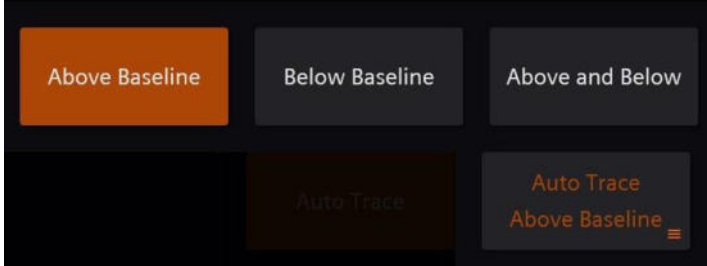 Above Baseline
Below Baseline
Above and Below
Auto Trace
Auto Trace
Above Baseline